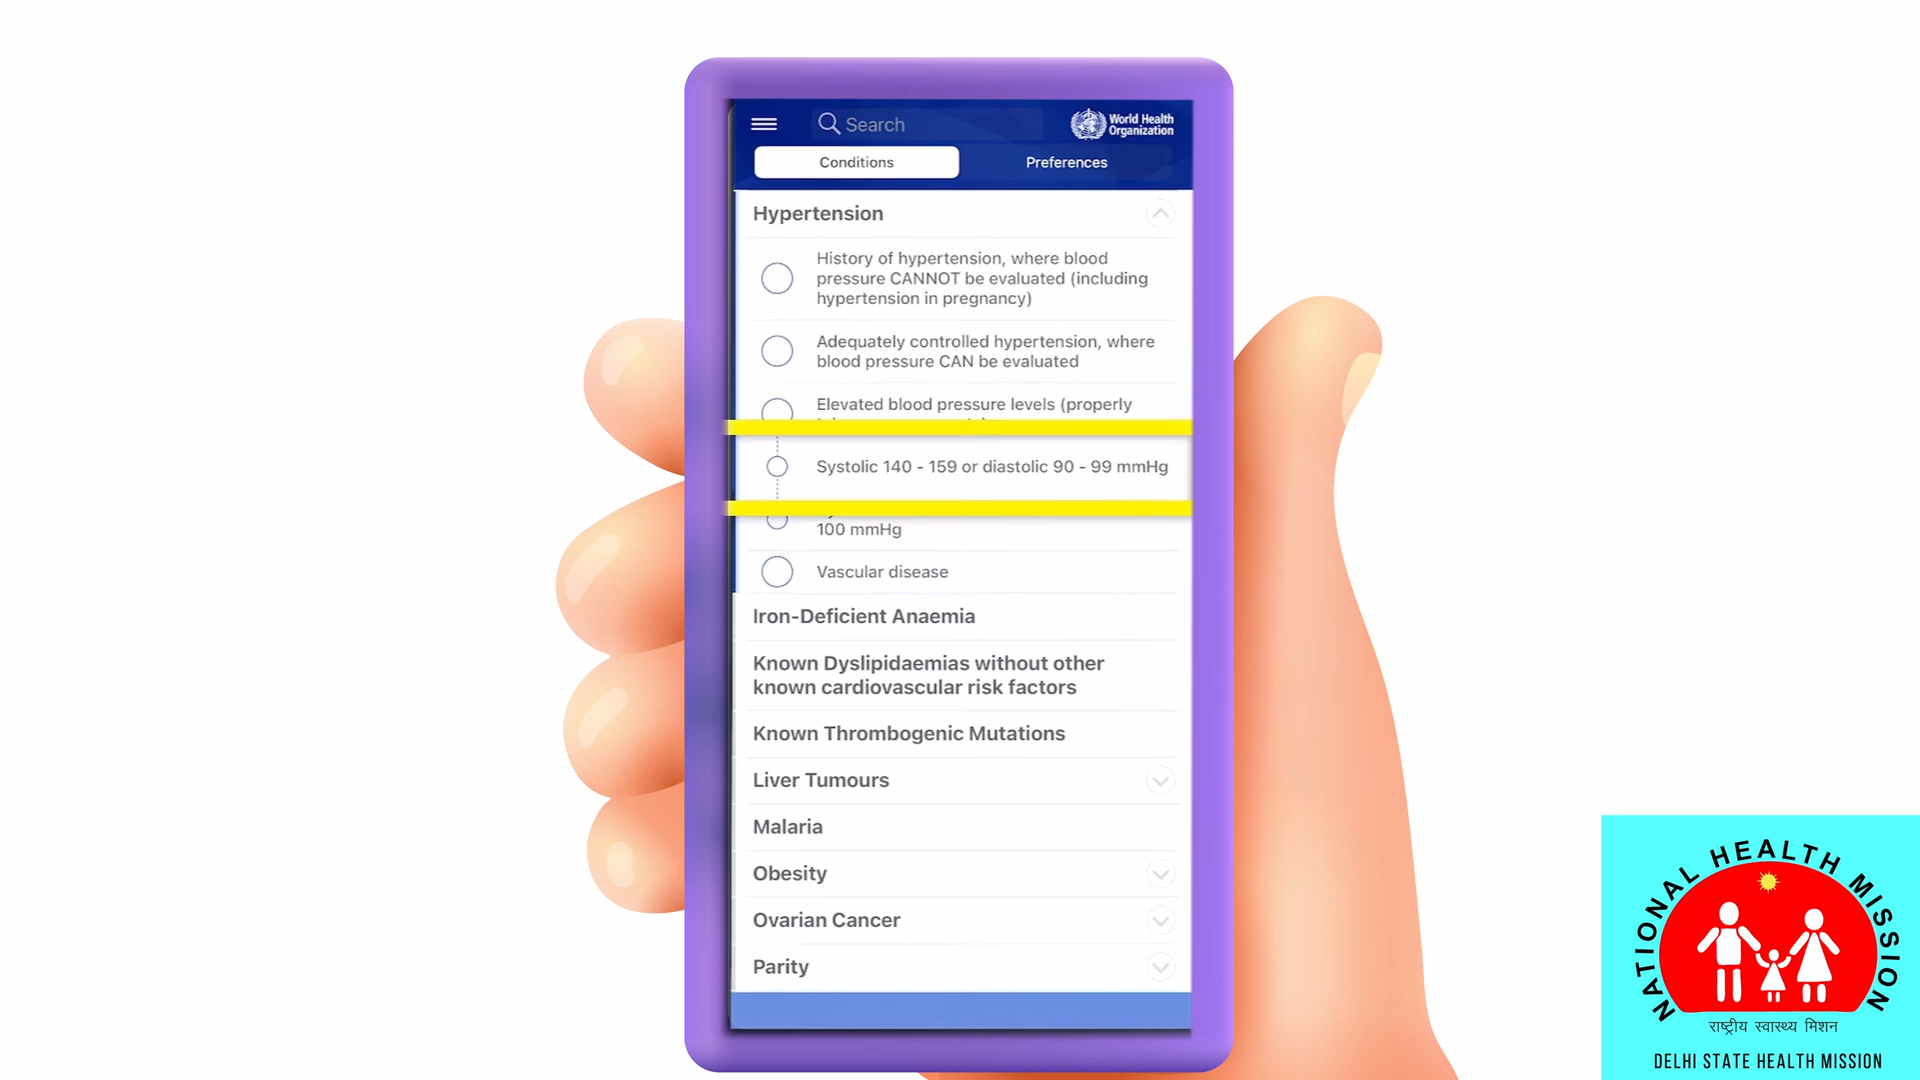 Search
World Health
Organization
Conditions
Preferences
Hypertension
History of hypertension, where blood
pressure CANNOT be evaluated (including
hypertension in pregnancy)
Adequately controlled hypertension, where
blood pressure CAN be evaluated
Elevated blood pressure levels (properly
Systolic 140 - 159 or diastolic 90 - 99 mmHg
100 mmHg
Vascular disease
Iron-Deficient Anaemia
Known Dyslipidaemias without other
known cardiovascular risk factors
Known Thrombogenic Mutations
Liver Tumours
Malaria
Obesity
Ovarian Cancer
Parity
NATIONAL HEALTH MISSION
राष्ट्रीय स्वास्थ्य मिशन
DELHI STATE HEALTH MISSION